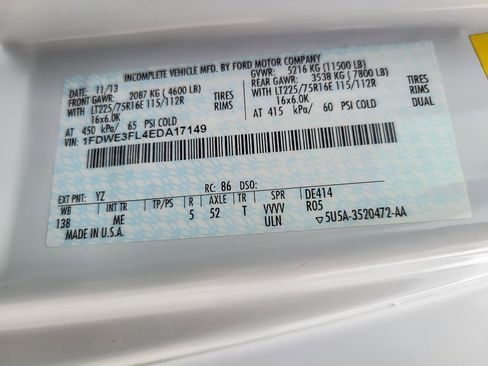 INCOMPLETE VEHICLE MFD. BY FORD MOTOR COMPANY
DATE: 11/13 GVWR: 5216 KG (11500 LB)
FRONT GAWR: 2087 KG (4600 LB) REAR GAWR: 3538 KG (7800 LB)
LT225/75R16E 115/112R TIRES LT225/75R16E 115/112R TIRES
16x6.0K RIMS 16x6.0K RIMS
AT 450 kPa/ 65 PSI COLD AT 415 kPa/ 60 PSI COLD DUAL
VIN: 1FDWE3FL4EDA17149
EXT PNT: YZ RC: 86 DSO:
WB ME TP/PS R AXLE TR SPR DE414
138 5 52 T VVVV R05
MADE IN U.S.A. ULN ▽5U5A-3520472-AA